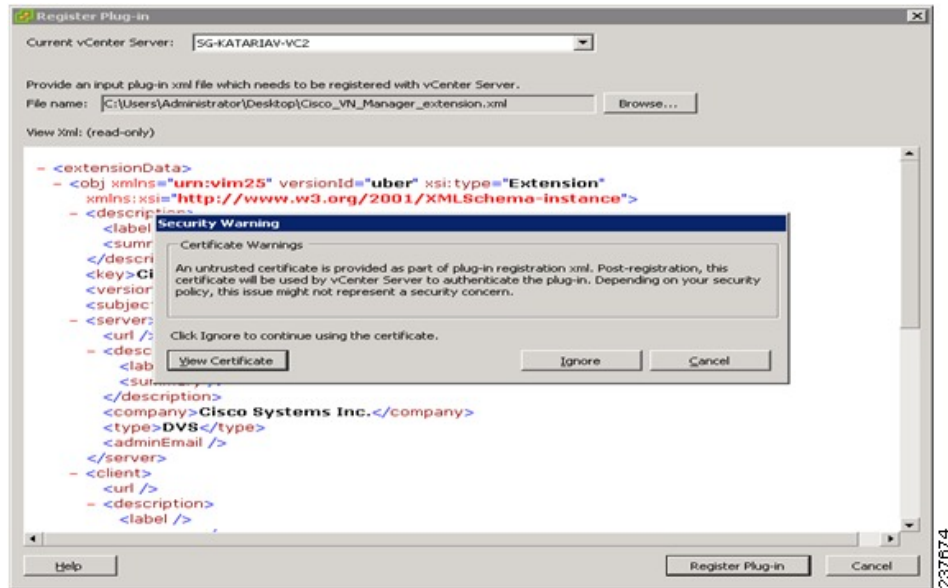 Register Plug-in
Current vCenter Server: SG-KATARIAV-VC2
Provide an input plug-in xml file which needs to be registered with vCenter Server.
File name: C:\Users\Administrator\Desktop\Cisco_VN_Manager_extension.xml Browse...
View Xml: (read-only)
- <extensionData>
- <obj xmlns="urn:vim25" versionId="uber" xsi:type="Extension"
xmlns:xsi="http://www.w3.org/2001/XMLSchema-instance">
- <description>
<label
<summ
</descri
<key>Ci
<version
<subjec
- <server>
<url />
- <desc
<lab
<summary />
</description>
<company>Cisco Systems Inc.</company>
<type>DVS</type>
<adminEmail />
</server>
- <client>
<url />
- <description>
<label />
Security Warning
Certificate Warnings
An untrusted certificate is provided as part of plug-in registration xml. Post-registration, this
certificate will be used by vCenter Server to authenticate the plug-in. Depending on your security
policy, this issue might not represent a security concern.
Click Ignore to continue using the certificate.
View Certificate Ignore Cancel
Help Register Plug-in Cancel
237674